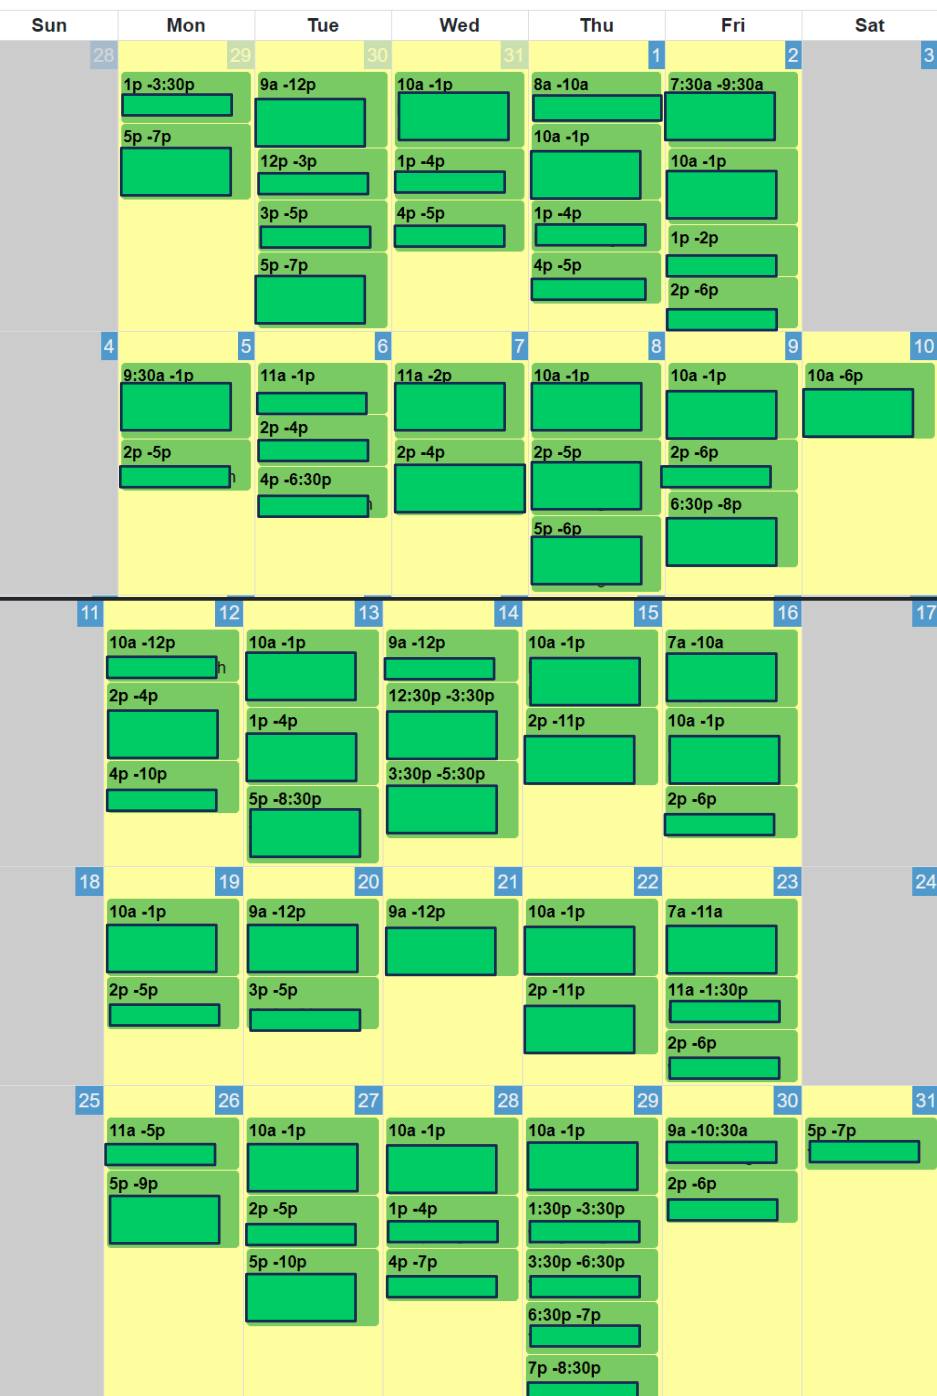 Sun Mon Tue Wed Thu Fri Sat
28 29 30 31 1 2 3
1p -3:30p 9a -12p 10a -1p 8a -10a 7:30a -9:30a
5p -7p 12p -3p 1p -4p 10a -1p 10a -1p
3p -5p 4p -5p 1p -4p 1p -2p
5p -7p 4p -5p 2p -6p
4 5 6 7 8 9 10
9:30a -1p 11a -1p 11a -2p 10a -1p 10a -1p 10a -6p
2p -5p 2p -4p 2p -4p 2p -5p 2p -6p
4p -6:30p 5p -6p 6:30p -8p
11 12 13 14 15 16 17
10a -12p 10a -1p 9a -12p 10a -1p 7a -10a
h
2p -4p 1p -4p 12:30p -3:30p 2p -11p 10a -1p
4p -10p 5p -8:30p 3:30p -5:30p 2p -6p
18 19 20 21 22 23 24
10a -1p 9a -12p 9a -12p 10a -1p 7a -11a
2p -5p 3p -5p 2p -11p 11a -1:30p
2p -6p
25 26 27 28 29 30 31
11a -5p 10a -1p 10a -1p 10a -1p 9a -10:30a 5p -7p
5p -9p 2p -5p 1p -4p 1:30p -3:30p 2p -6p
5p -10p 4p -7p 3:30p -6:30p
6:30p -7p
7p -8:30p